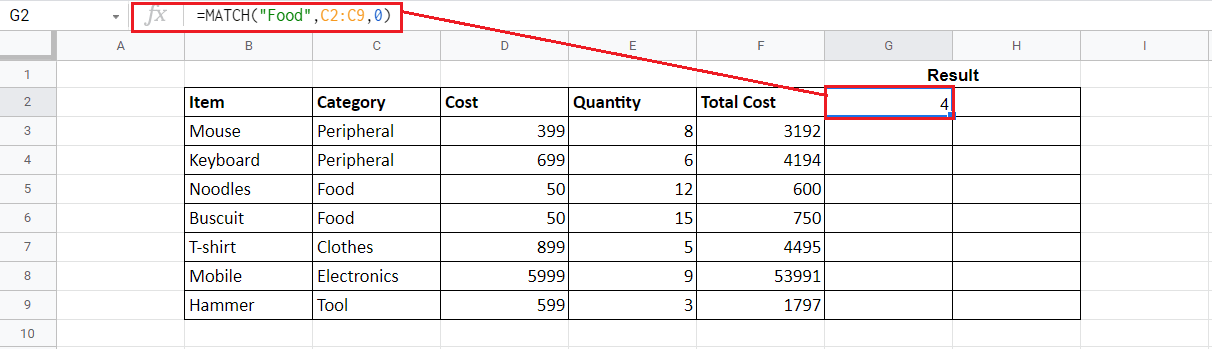 G2 fx =MATCH("Food",C2:C9,0)
A B C D E F G H I
1 Result
2 Item Category Cost Quantity Total Cost 4
3 Mouse Peripheral 399 8 3192
4 Keyboard Peripheral 699 6 4194
5 Noodles Food 50 12 600
6 Buscuit Food 50 15 750
7 T-shirt Clothes 899 5 4495
8 Mobile Electronics 5999 9 53991
9 Hammer Tool 599 3 1797
10